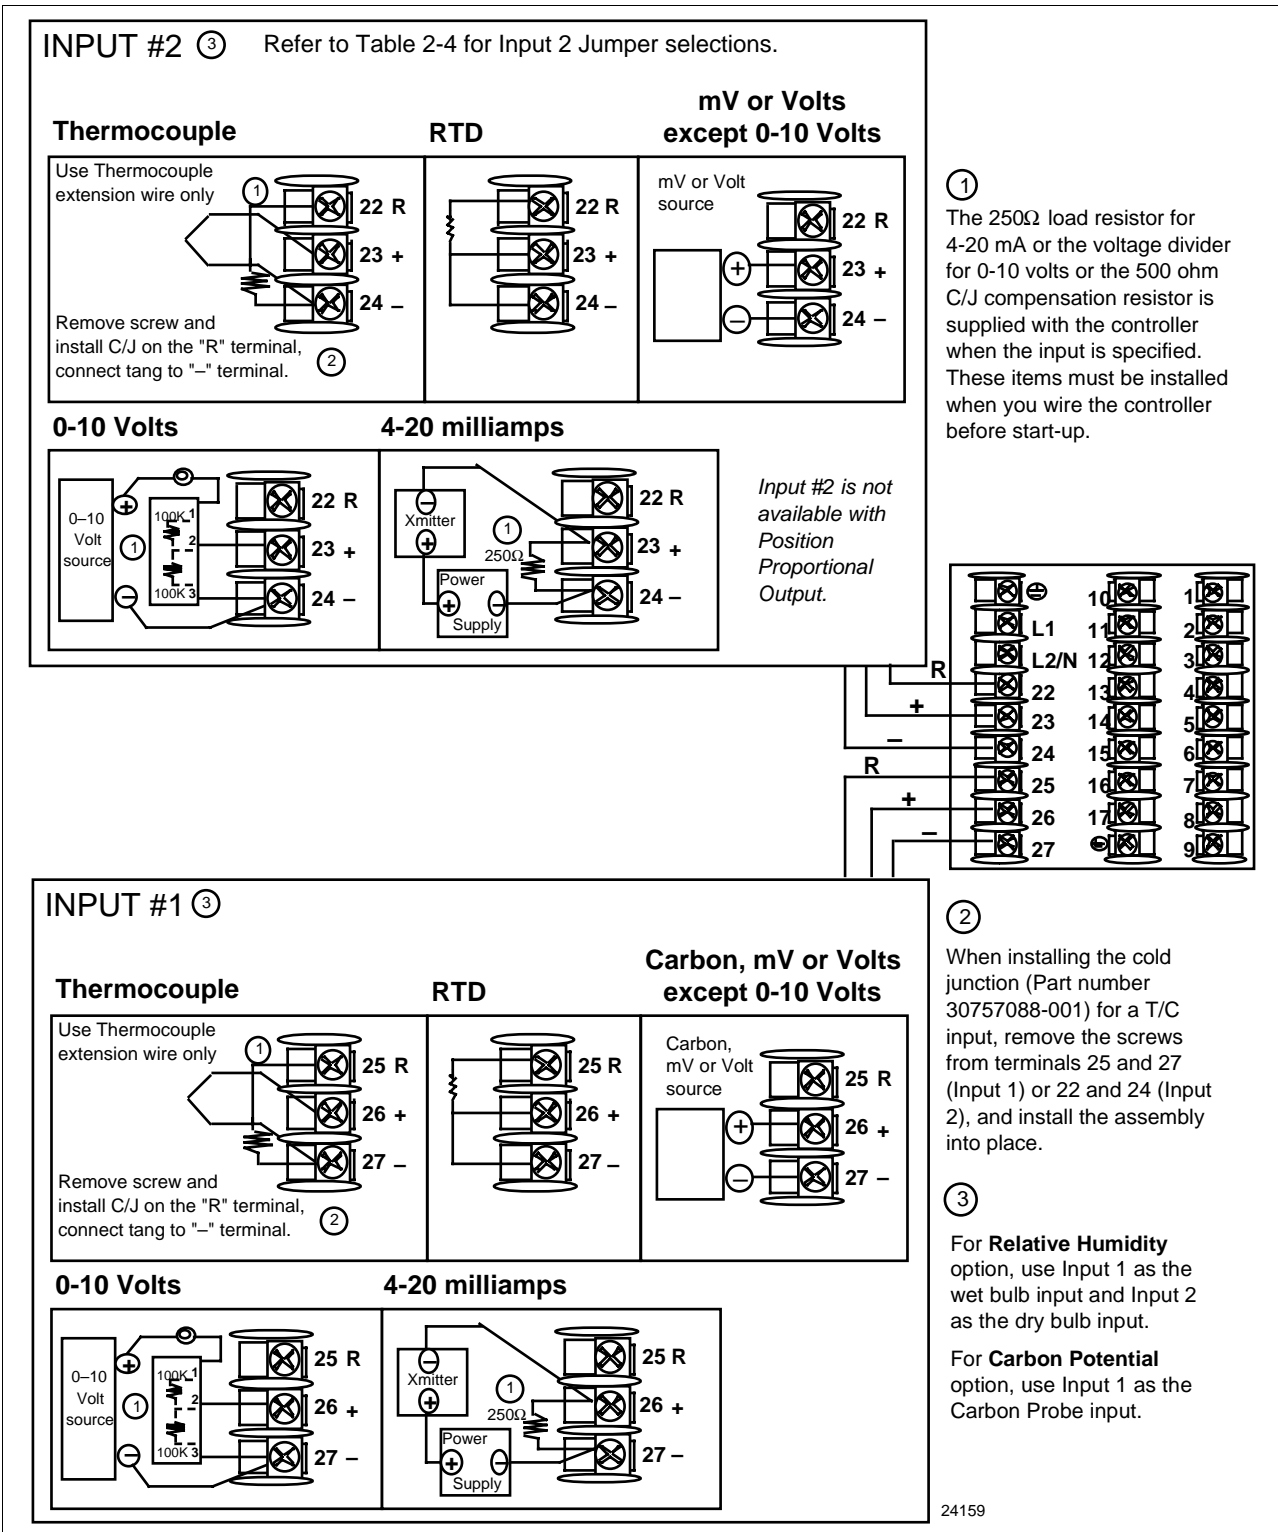 INPUT #2 ③ Refer to Table 2-4 for Input 2 Jumper selections.
Thermocouple
RTD
mV or Volts
except 0-10 Volts
Use Thermocouple
extension wire only
1
22 R
23 +
24 –
Remove screw and
install C/J on the "R" terminal,
connect tang to "–" terminal.
2
22 R
23 +
24 –
mV or Volt
source
+
–
22 R
23 +
24 –
0-10 Volts
4-20 milliamps
0–10
Volt
source
+
–
1
100K 1
2
100K 3
22 R
23 +
24 –
–
Xmitter
+
1
250Ω
Power
+ –
Supply
22 R
23 +
24 –
Input #2 is not
available with
Position
Proportional
Output.
1
The 250Ω load resistor for
4-20 mA or the voltage divider
for 0-10 volts or the 500 ohm
C/J compensation resistor is
supplied with the controller
when the input is specified.
These items must be installed
when you wire the controller
before start-up.
R
+
–
R
+
–
L1
L2/N
22
23
24
25
26
27
10
11
12
13
14
15
16
17
1
2
3
4
5
6
7
8
9
INPUT #1 ③
Thermocouple
RTD
Carbon, mV or Volts
except 0-10 Volts
Use Thermocouple
extension wire only
1
25 R
26 +
27 –
Remove screw and
install C/J on the "R" terminal,
connect tang to "–" terminal.
2
25 R
26 +
27 –
Carbon,
mV or Volt
source
+
–
25 R
26 +
27 –
0-10 Volts
4-20 milliamps
0–10
Volt
source
+
–
1
100K 1
2
100K 3
25 R
26 +
27 –
–
Xmitter
+
1
250Ω
Power
+ –
Supply
25 R
26 +
27 –
2
When installing the cold
junction (Part number
30757088-001) for a T/C
input, remove the screws
from terminals 25 and 27
(Input 1) or 22 and 24 (Input
2), and install the assembly
into place.
3
For Relative Humidity
option, use Input 1 as the
wet bulb input and Input 2
as the dry bulb input.
For Carbon Potential
option, use Input 1 as the
Carbon Probe input.
24159